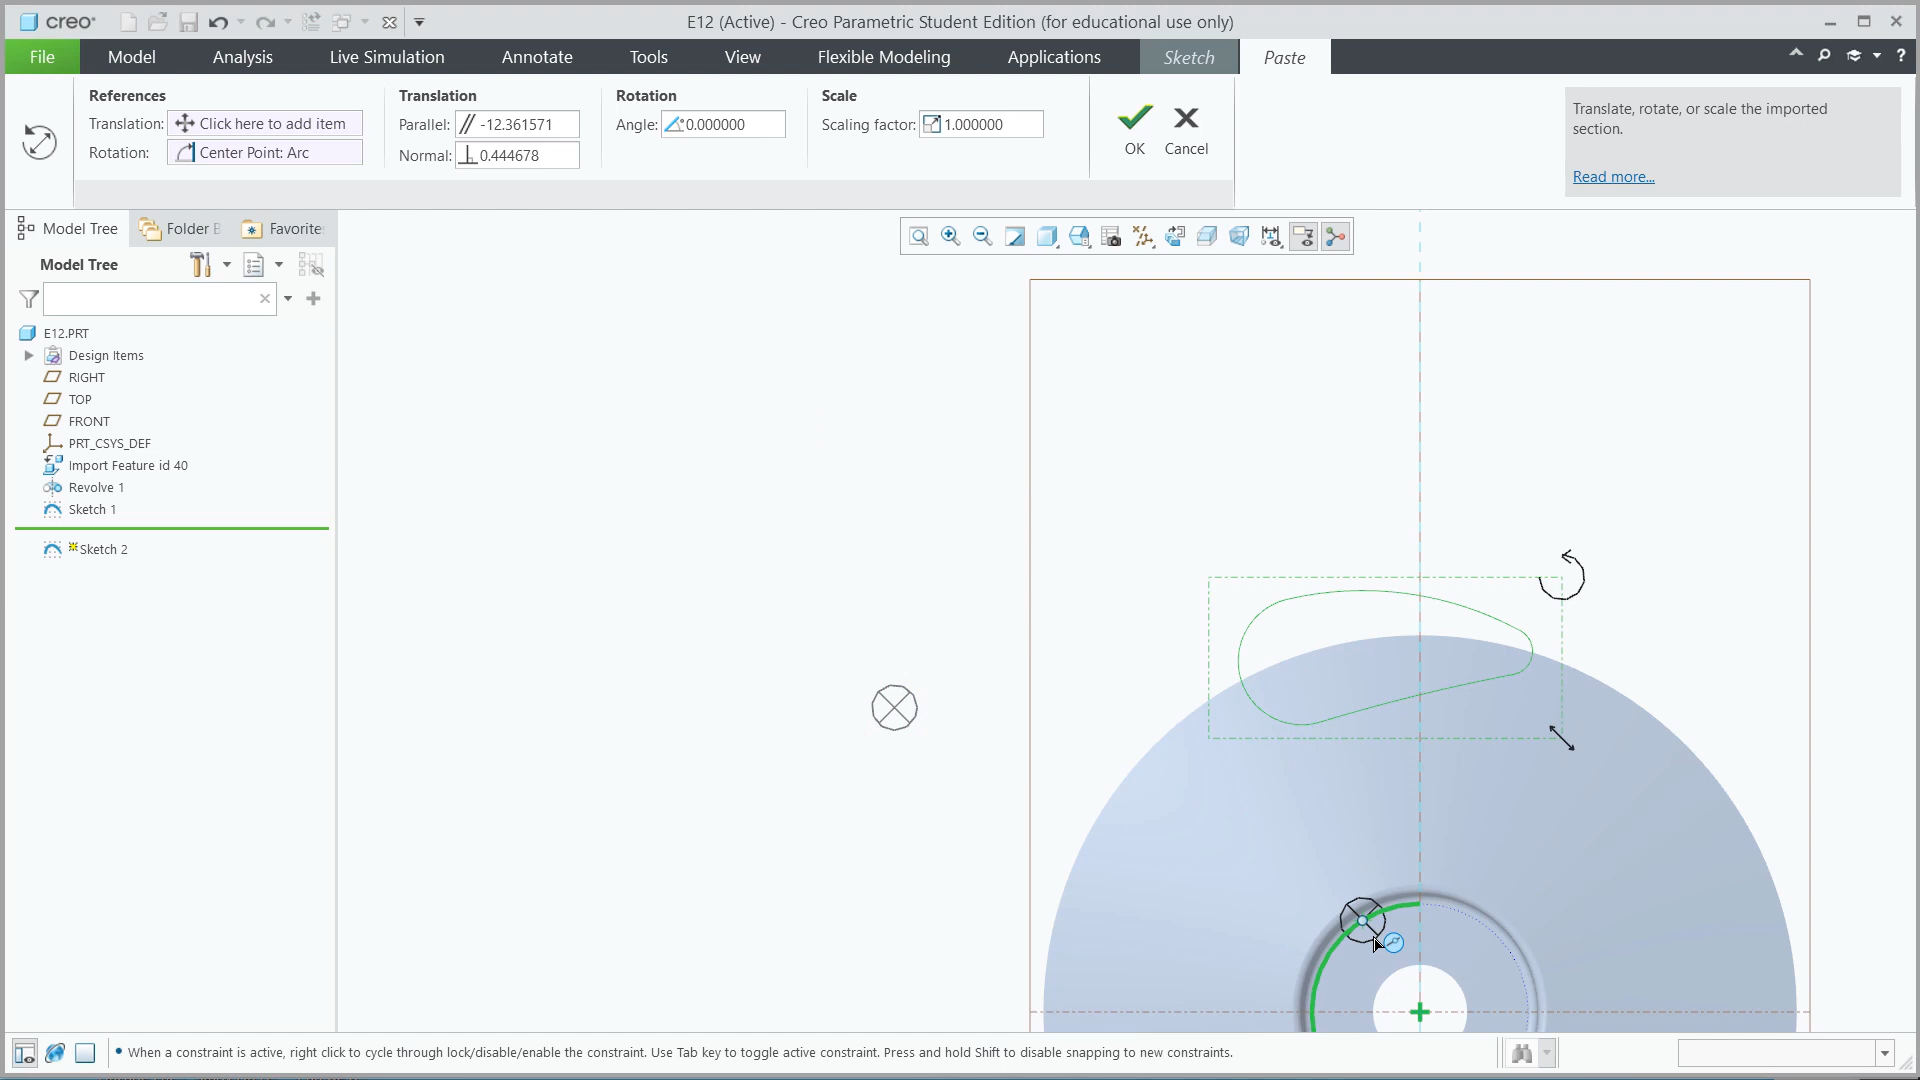 creo
E12 (Active) - Creo Parametric Student Edition (for educational use only)
File
Model
Analysis
Live Simulation
Annotate
Tools
View
Flexible Modeling
Applications
Sketch
Paste
References
Translation: Click here to add item
Rotation: Center Point: Arc
Translation
Parallel: -12.361571
Normal: 0.444678
Rotation
Angle: 0.000000
Scale
Scaling factor: 1.000000
OK
Cancel
Translate, rotate, or scale the imported
section.
Read more...
Model Tree
Folder B
Favorite
Model Tree
E12.PRT
Design Items
RIGHT
TOP
FRONT
PRT_CSYS_DEF
Import Feature id 40
Revolve 1
Sketch 1
Sketch 2
• When a constraint is active, right click to cycle through lock/disable/enable the constraint. Use Tab key to toggle active constraint. Press and hold Shift to disable snapping to new constraints.